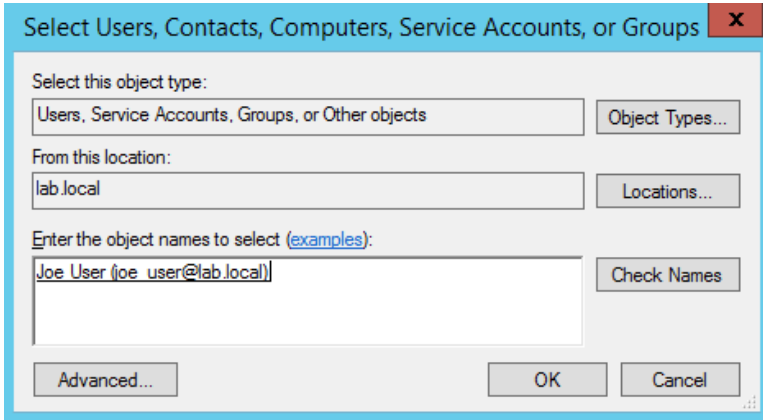 Select Users, Contacts, Computers, Service Accounts, or Groups
x
Select this object type:
Users, Service Accounts, Groups, or Other objects
Object Types...
From this location:
lab.local
Locations...
Enter the object names to select (examples):
Joe User (joe_user@lab.local)
Check Names
Advanced...
OK
Cancel